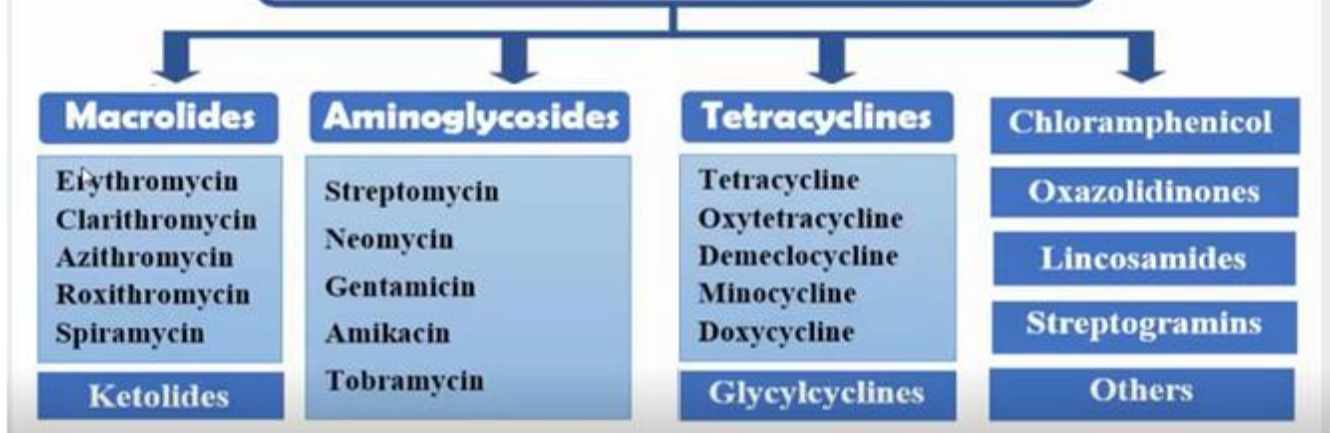 Macrolides
Erythromycin
Clarithromycin
Azithromycin
Roxithromycin
Spiramycin
Ketolides
Aminoglycosides
Streptomycin
Neomycin
Gentamicin
Amikacin
Tobramycin
Tetracyclines
Tetracycline
Oxytetracycline
Demeclocycline
Minocycline
Doxycycline
Glycylcyclines
Chloramphenicol
Oxazolidinones
Lincosamides
Streptogramins
Others